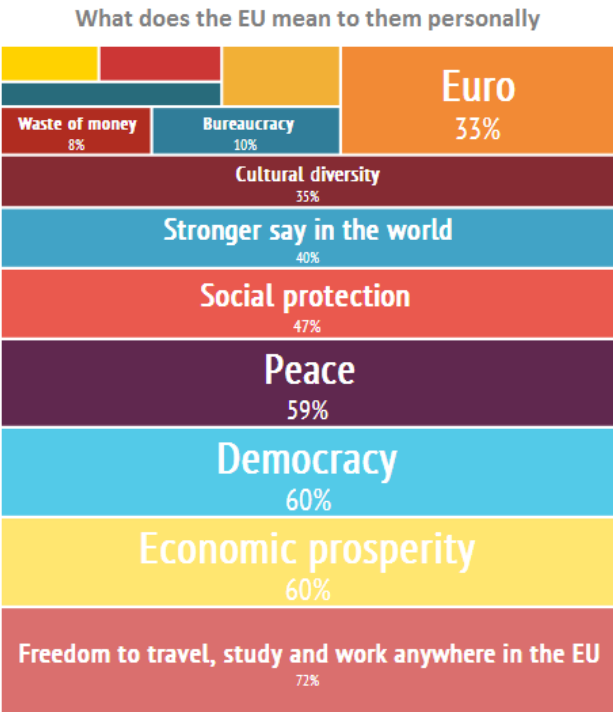 What does the EU mean to them personally
Euro
33%
Waste of money
8%
Bureaucracy
10%
Cultural diversity
35%
Stronger say in the world
40%
Social protection
47%
Peace
59%
Democracy
60%
Economic prosperity
60%
Freedom to travel, study and work anywhere in the EU
72%